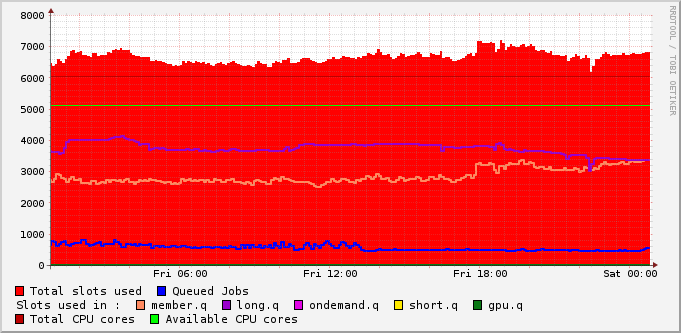 RRDTOOL / TOBI OETIKER
8000
7000
6000
5000
4000
3000
2000
1000
0
Fri 06:00 Fri 12:00 Fri 18:00 Sat 00:00
Total slots used Queued Jobs
Slots used in : member.q long.q ondemand.q short.q gpu.q
Total CPU cores Available CPU cores